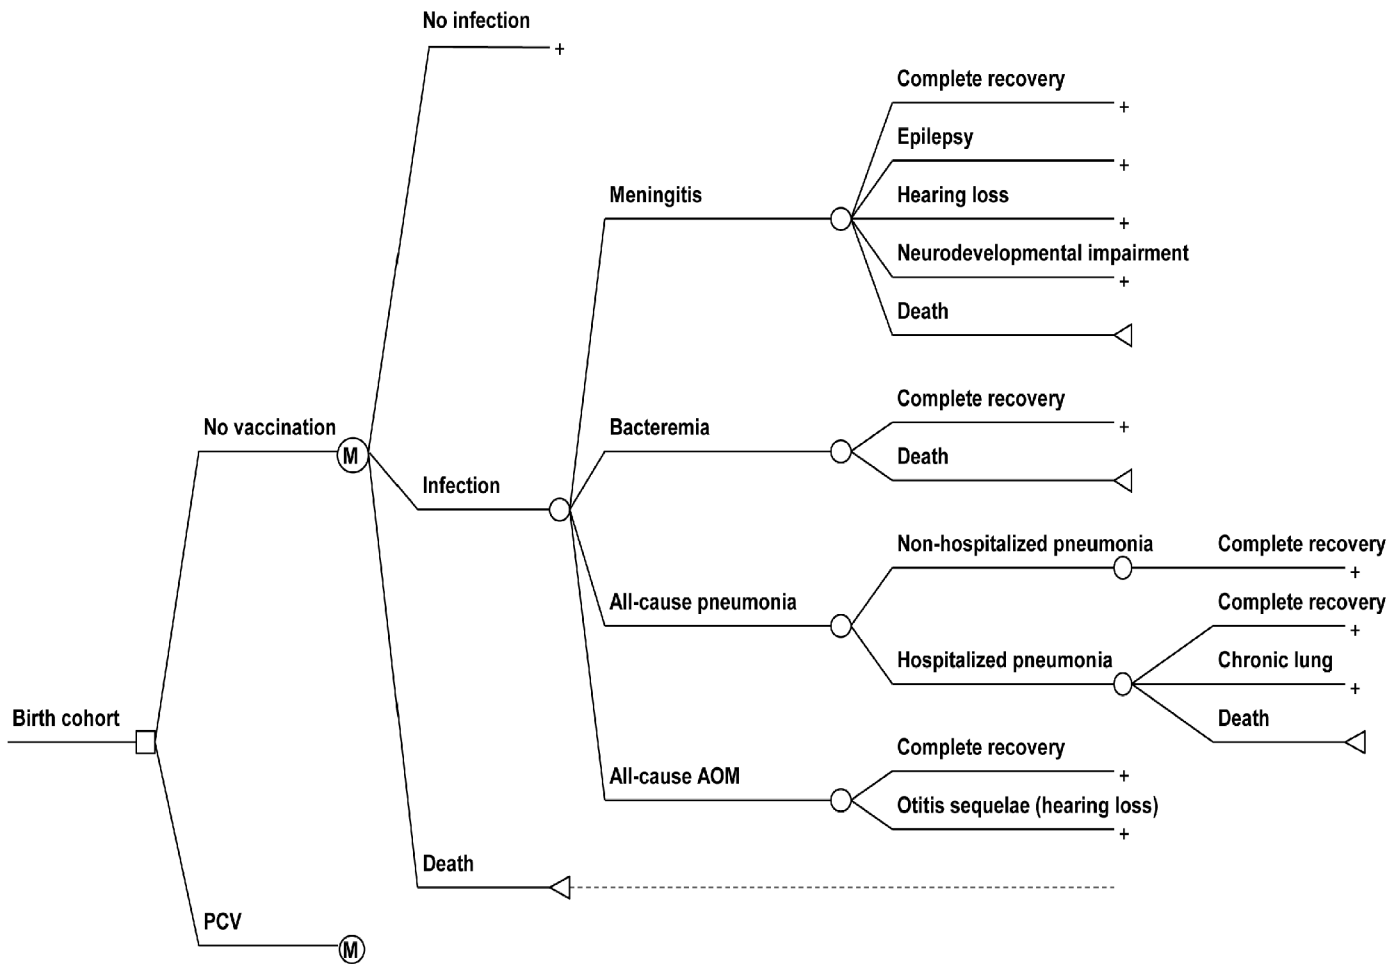 No infection
+
Complete recovery
+
Epilepsy
+
Meningitis
Hearing loss
+
Neurodevelopmental impairment
+
Death
Complete recovery
+
No vaccination
M
Bacteremia
Death
Infection
Non-hospitalized pneumonia
Complete recovery
+
All-cause pneumonia
Complete recovery
+
Hospitalized pneumonia
Chronic lung
+
Birth cohort
Death
Complete recovery
+
All-cause AOM
Otitis sequelae (hearing loss)
+
Death
PCV
M